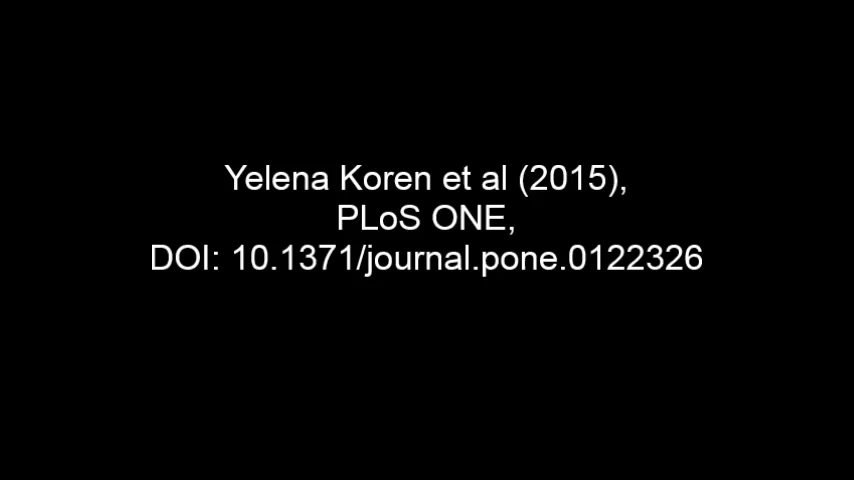 Yelena Koren et al (2015),
PLoS ONE,
DOI: 10.1371/journal.pone.0122326